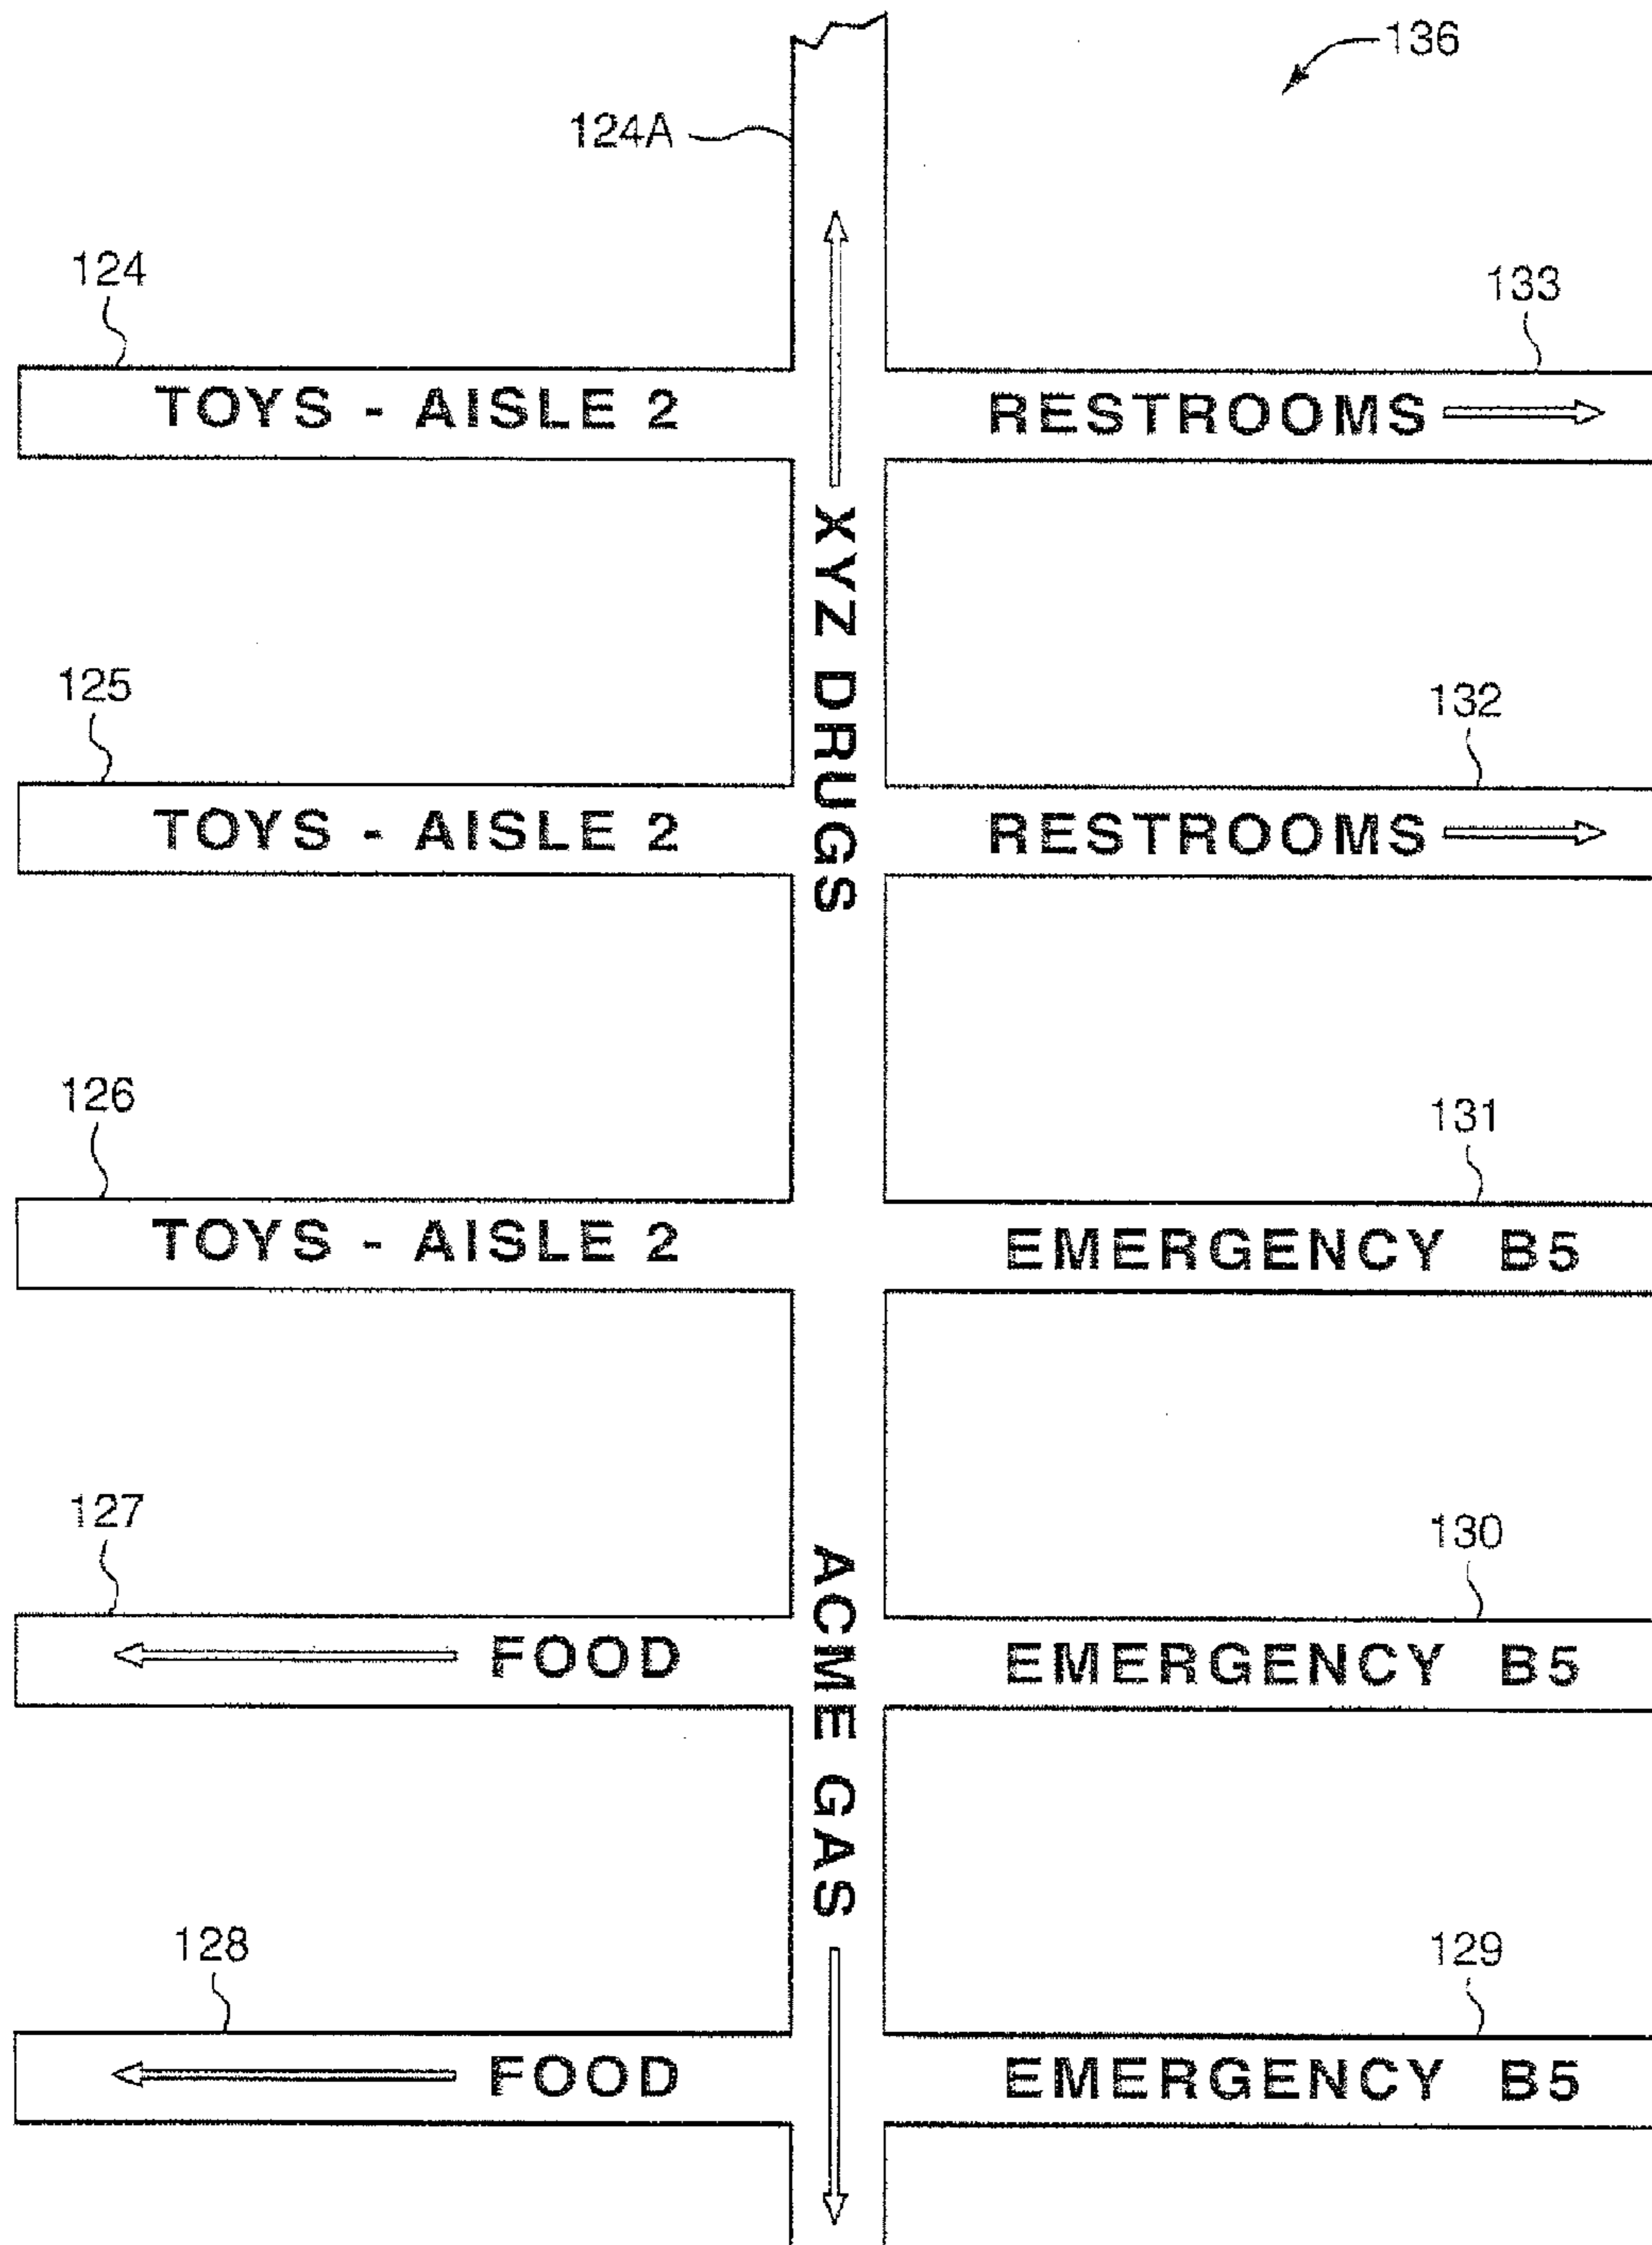 136
124A
124
133
TOYS - AISLE 2
RESTROOMS
XYZ DRUGS
125
132
TOYS - AISLE 2
RESTROOMS
126
131
TOYS - AISLE 2
EMERGENCY B5
127
130
ACME GAS
FOOD
EMERGENCY B5
128
129
FOOD
EMERGENCY B5